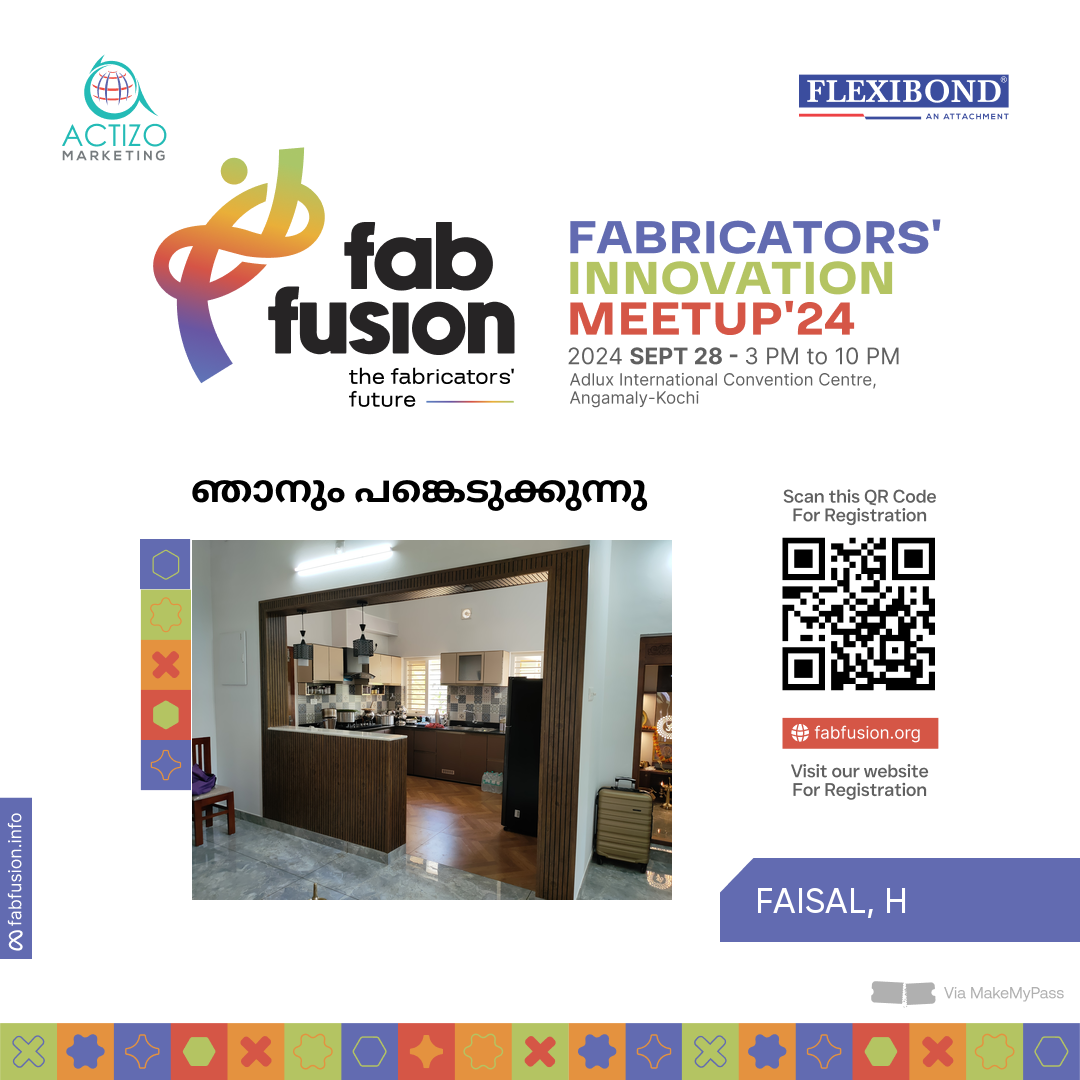 ACTIZO
MARKETING
FLEXIBOND®
AN ATTACHMENT
fab
fusion
the fabricators'
future
FABRICATORS'
INNOVATION
MEETUP'24
2024 SEPT 28 - 3 PM to 10 PM
Adlux International Convention Centre,
Angamaly-Kochi
ഞാനും പങ്കെടുക്കുന്നു
Scan this QR Code
For Registration
fabfusion.org
Visit our website
For Registration
fabfusion.info
FAISAL, H
Via MakeMyPass